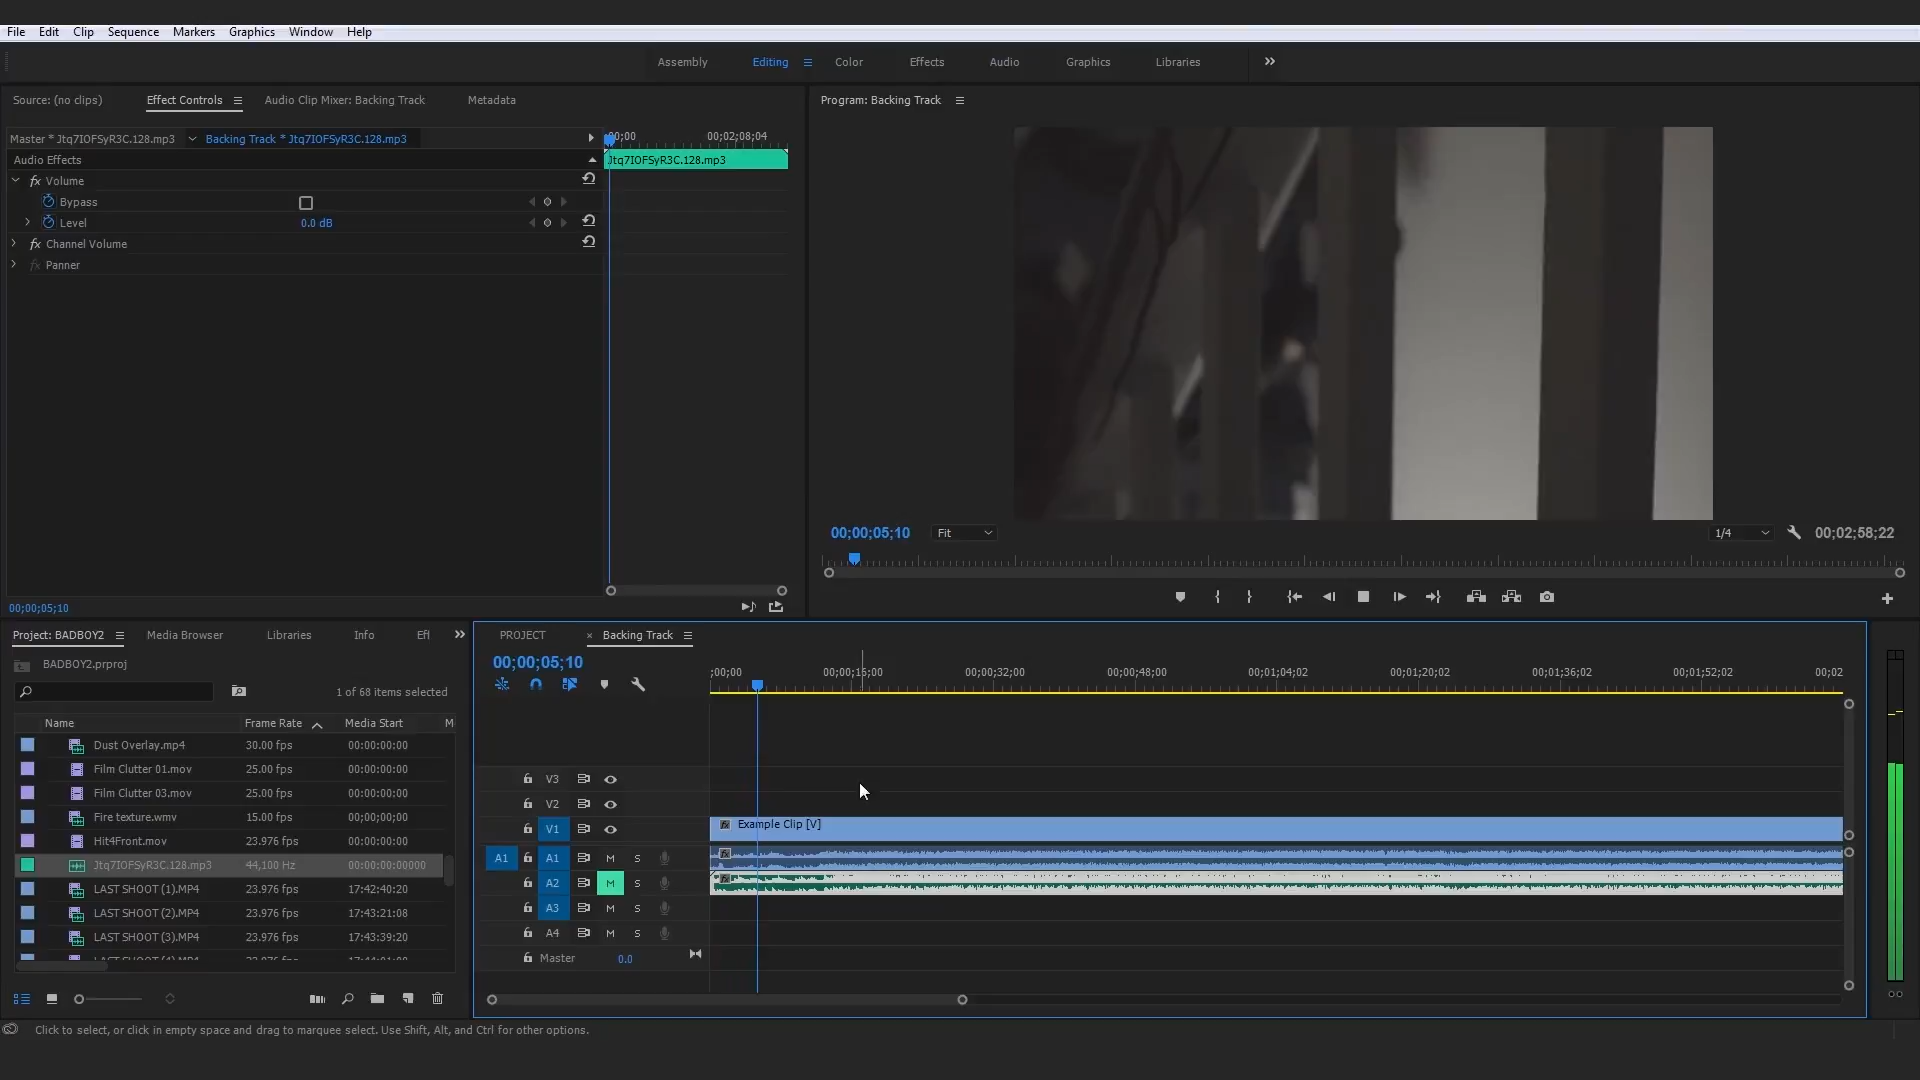 File Edit Clip Sequence Markers Graphics Window Help
Assembly Editing Color Effects Audio Graphics Libraries
Source: (no clips) Effect Controls Audio Clip Mixer: Backing Track Metadata
Program: Backing Track
Master * Jtq7IOFSyR3C.128.mp3 Backing Track * Jtq7IOFSyR3C.128.mp3
00;00 00;02;08;04
Audio Effects
Jtq7IOFSyR3C.128.mp3
fx Volume
Bypass
Level 0.0 dB
fx Channel Volume
fx Panner
00;00;05;10 Fit 1/4 00;02;58;22
00;00;05;10
Project: BADBOY2 Media Browser Libraries Info Efl
PROJECT × Backing Track
BADBOY2.prproj
00;00;05;10
;00;00 00;00;16;00 00;00;32;00 00;00;48;00 00;01;04;02 00;01;20;02 00;01;36;02 00;01;52;02 00;02
1 of 68 items selected
Name Frame Rate Media Start M
Dust Overlay.mp4 30.00 fps 00:00:00:00
Film Clutter 01.mov 25.00 fps 00:00:00:00
Film Clutter 03.mov 25.00 fps 00:00:00:00
Fire texture.wmv 15.00 fps 00;00;00;00
Hit4Front.mov 23.976 fps 00:00:00:00
Jtq7IOFSyR3C.128.mp3 44,100 Hz 00:00:00:00000
LAST SHOOT (1).MP4 23.976 fps 17:42:40:20
LAST SHOOT (2).MP4 23.976 fps 17:43:21:08
LAST SHOOT (3).MP4 23.976 fps 17:43:39:20
V3
V2
V1 fx Example Clip [V]
A1 A1 M S fx
A2 M S fx
A3 M S
A4 M S
Master 0.0
Click to select, or click in empty space and drag to marquee select. Use Shift, Alt, and Ctrl for other options.